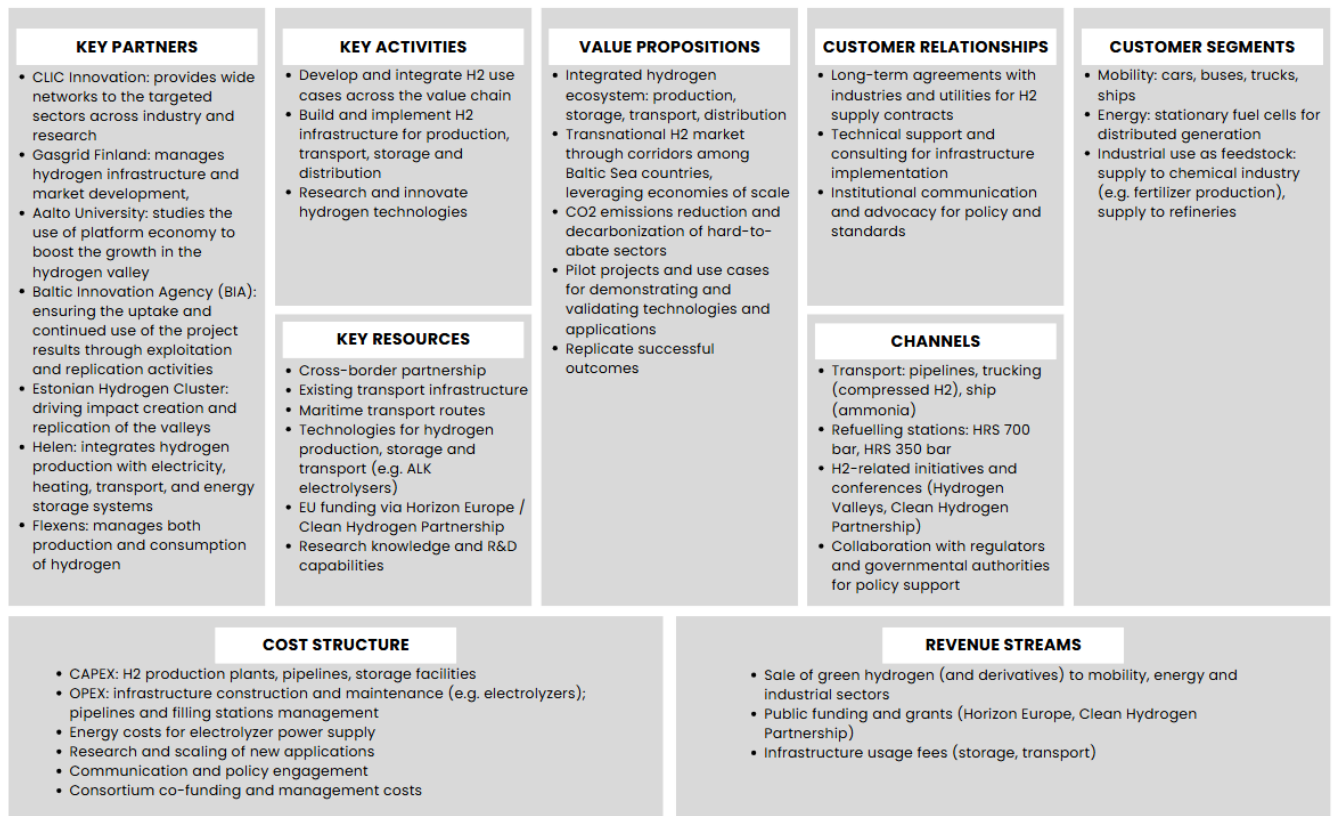 KEY PARTNERS
• CLIC Innovation: provides wide
networks to the targeted
sectors across industry and
research
• Gasgrid Finland: manages
hydrogen infrastructure and
market development,
• Aalto University: studies the
use of platform economy to
boost the growth in the
hydrogen valley
• Baltic Innovation Agency (BIA):
ensuring the uptake and
continued use of the project
results through exploitation
and replication activities
• Estonian Hydrogen Cluster:
driving impact creation and
replication of the valleys
• Helen: integrates hydrogen
production with electricity,
heating, transport, and energy
storage systems
• Flexens: manages both
production and consumption
of hydrogen
KEY ACTIVITIES
• Develop and integrate H2 use
cases across the value chain
• Build and implement H2
infrastructure for production,
transport, storage and
distribution
• Research and innovate
hydrogen technologies
KEY RESOURCES
• Cross-border partnership
• Existing transport infrastructure
• Maritime transport routes
• Technologies for hydrogen
production, storage and
transport (e.g. ALK
electrolysers)
• EU funding via Horizon Europe /
Clean Hydrogen Partnership
• Research knowledge and R&D
capabilities
VALUE PROPOSITIONS
• Integrated hydrogen
ecosystem: production,
storage, transport, distribution
• Transnational H2 market
through corridors among
Baltic Sea countries,
leveraging economies of scale
• CO2 emissions reduction and
decarbonization of hard-to-
abate sectors
• Pilot projects and use cases
for demonstrating and
validating technologies and
applications
• Replicate successful
outcomes
CUSTOMER RELATIONSHIPS
• Long-term agreements with
industries and utilities for H2
supply contracts
• Technical support and
consulting for infrastructure
implementation
• Institutional communication
and advocacy for policy and
standards
CHANNELS
• Transport: pipelines, trucking
(compressed H2), ship
(ammonia)
• Refuelling stations: HRS 700
bar, HRS 350 bar
• H2-related initiatives and
conferences (Hydrogen
Valleys, Clean Hydrogen
Partnership)
• Collaboration with regulators
and governmental authorities
for policy support
CUSTOMER SEGMENTS
• Mobility: cars, buses, trucks,
ships
• Energy: stationary fuel cells for
distributed generation
• Industrial use as feedstock:
supply to chemical industry
(e.g. fertilizer production),
supply to refineries
COST STRUCTURE
• CAPEX: H2 production plants, pipelines, storage facilities
• OPEX: infrastructure construction and maintenance (e.g. electrolyzers);
pipelines and filling stations management
• Energy costs for electrolyzer power supply
• Research and scaling of new applications
• Communication and policy engagement
• Consortium co-funding and management costs
REVENUE STREAMS
• Sale of green hydrogen (and derivatives) to mobility, energy and
industrial sectors
• Public funding and grants (Horizon Europe, Clean Hydrogen
Partnership)
• Infrastructure usage fees (storage, transport)